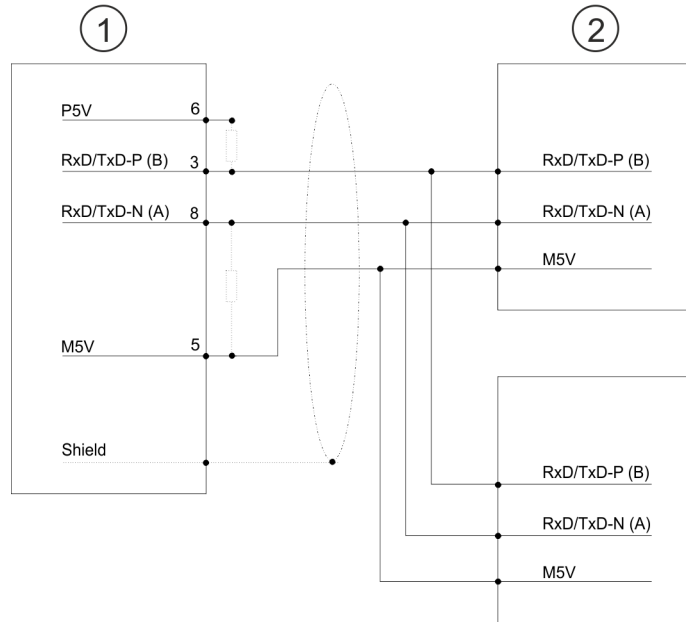 1
2
P5V 6
RxD/TxD-P (B) 3
RxD/TxD-N (A) 8
M5V 5
Shield
RxD/TxD-P (B)
RxD/TxD-N (A)
M5V
RxD/TxD-P (B)
RxD/TxD-N (A)
M5V